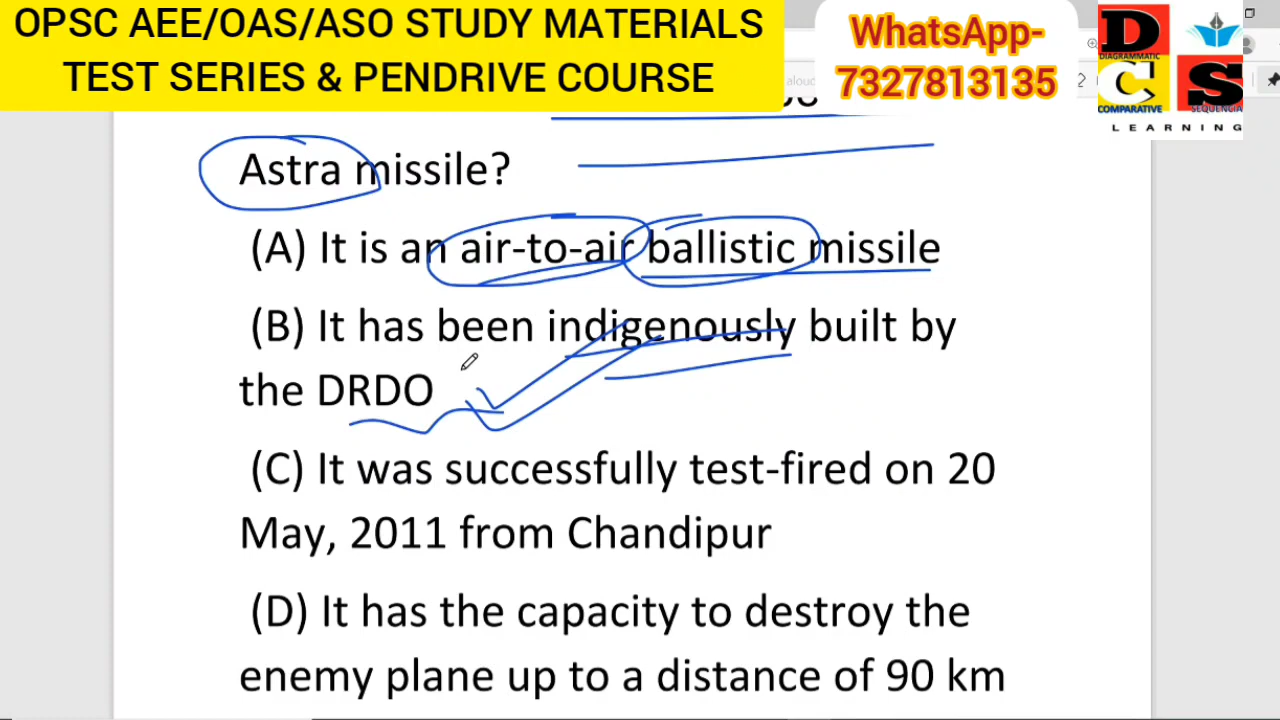 OPSC AEE/OAS/ASO STUDY MATERIALS
TEST SERIES & PENDRIVE COURSE
WhatsApp-
7327813135
D
DIAGRAMMATIC
C S
COMPARATIVE SEQUENCIA
LEARNING
Astra missile?
(A) It is an air-to-air ballistic missile
(B) It has been indigenously built by
the DRDO
(C) It was successfully test-fired on 20
May, 2011 from Chandipur
(D) It has the capacity to destroy the
enemy plane up to a distance of 90 km